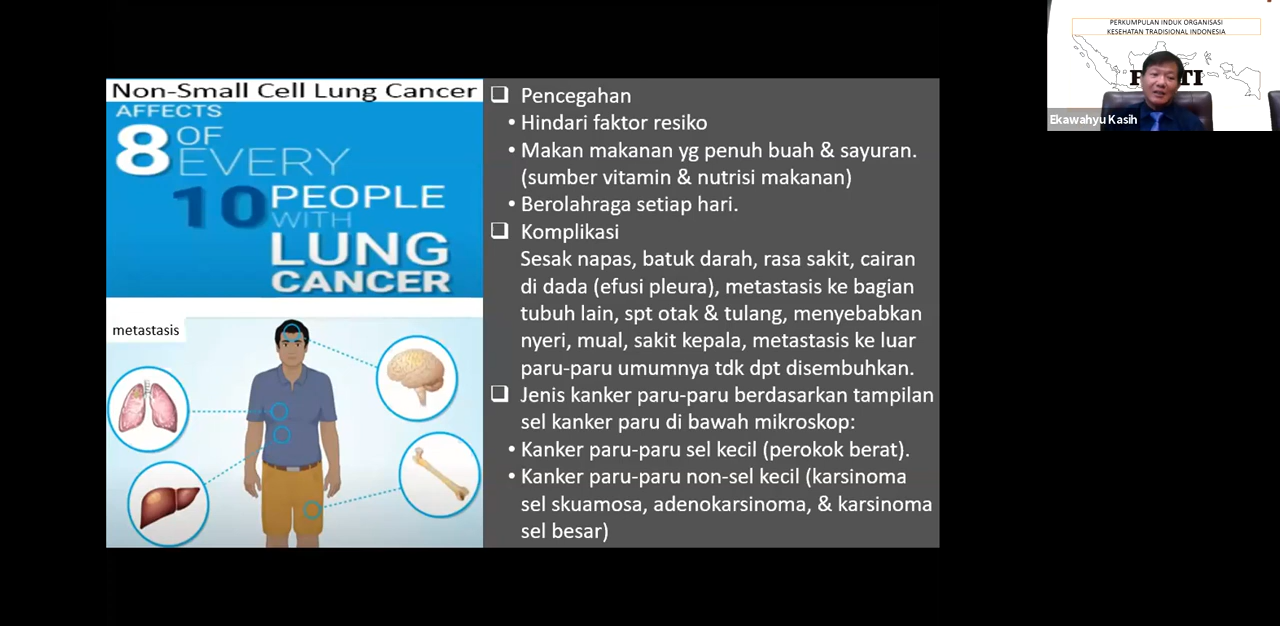 Non-Small Cell Lung Cancer
AFFECTS
8 OF
EVERY
10 PEOPLE
WITH
LUNG
CANCER
metastasis
❑ Pencegahan
• Hindari faktor resiko
• Makan makanan yg penuh buah & sayuran.
(sumber vitamin & nutrisi makanan)
• Berolahraga setiap hari.
❑ Komplikasi
Sesak napas, batuk darah, rasa sakit, cairan
di dada (efusi pleura), metastasis ke bagian
tubuh lain, spt otak & tulang, menyebabkan
nyeri, mual, sakit kepala, metastasis ke luar
paru-paru umumnya tdk dpt disembuhkan.
❑ Jenis kanker paru-paru berdasarkan tampilan
sel kanker paru di bawah mikroskop:
• Kanker paru-paru sel kecil (perokok berat).
• Kanker paru-paru non-sel kecil (karsinoma
sel skuamosa, adenokarsinoma, & karsinoma
sel besar)
PERKUMPULAN INDUK ORGANISASI
KESEHATAN TRADISIONAL INDONESIA
Ekawahyu Kasih